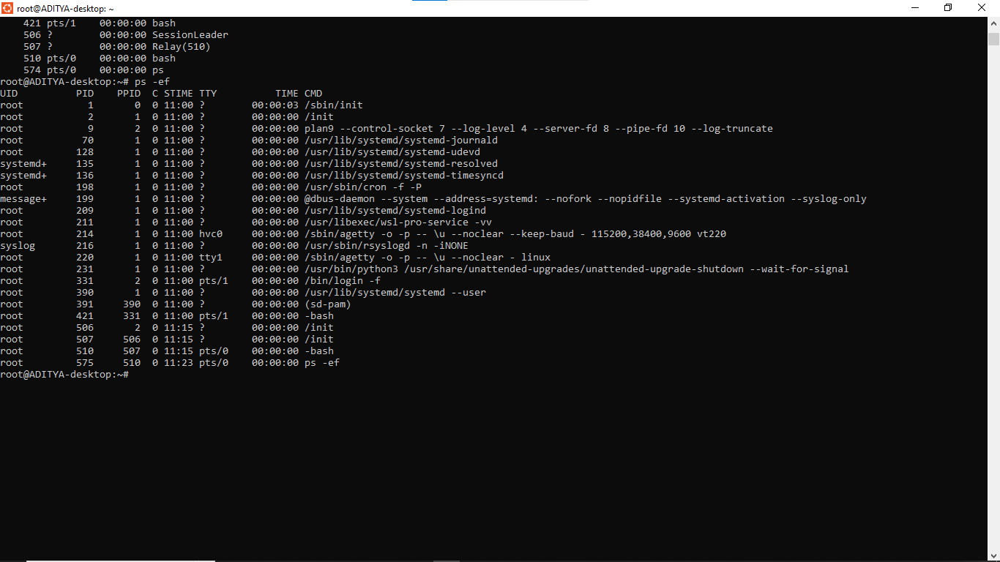 root@ADITYA-desktop: ~
    421 pts/1    00:00:00 bash
    506 ?        00:00:00 SessionLeader
    507 ?        00:00:00 Relay(510)
    510 pts/0    00:00:00 bash
    574 pts/0    00:00:00 ps
root@ADITYA-desktop:~# ps -ef
UID          PID    PPID  C STIME TTY          TIME CMD
root           1       0  0 11:00 ?        00:00:03 /sbin/init
root           2       1  0 11:00 ?        00:00:00 /init
root           9       2  0 11:00 ?        00:00:00 plan9 --control-socket 7 --log-level 4 --server-fd 8 --pipe-fd 10 --log-truncate
root          70       1  0 11:00 ?        00:00:00 /usr/lib/systemd/systemd-journald
root         128       1  0 11:00 ?        00:00:00 /usr/lib/systemd/systemd-udevd
systemd+     135       1  0 11:00 ?        00:00:00 /usr/lib/systemd/systemd-resolved
systemd+     136       1  0 11:00 ?        00:00:00 /usr/lib/systemd/systemd-timesyncd
root         198       1  0 11:00 ?        00:00:00 /usr/sbin/cron -f -P
message+     199       1  0 11:00 ?        00:00:00 @dbus-daemon --system --address=systemd: --nofork --nopidfile --systemd-activation --syslog-only
root         209       1  0 11:00 ?        00:00:00 /usr/lib/systemd/systemd-logind
root         211       1  0 11:00 ?        00:00:00 /usr/libexec/wsl-pro-service -vv
root         214       1  0 11:00 hvc0     00:00:00 /sbin/agetty -o -p -- \u --noclear --keep-baud - 115200,38400,9600 vt220
syslog       216       1  0 11:00 ?        00:00:00 /usr/sbin/rsyslogd -n -iNONE
root         220       1  0 11:00 tty1     00:00:00 /sbin/agetty -o -p -- \u --noclear - linux
root         231       1  0 11:00 ?        00:00:00 /usr/bin/python3 /usr/share/unattended-upgrades/unattended-upgrade-shutdown --wait-for-signal
root         331       2  0 11:00 pts/1    00:00:00 /bin/login -f
root         390       1  0 11:00 ?        00:00:00 /usr/lib/systemd/systemd --user
root         391     390  0 11:00 ?        00:00:00 (sd-pam)
root         421     331  0 11:00 pts/1    00:00:00 -bash
root         506       2  0 11:15 ?        00:00:00 /init
root         507     506  0 11:15 ?        00:00:00 /init
root         510     507  0 11:15 pts/0    00:00:00 -bash
root         575     510  0 11:23 pts/0    00:00:00 ps -ef
root@ADITYA-desktop:~#